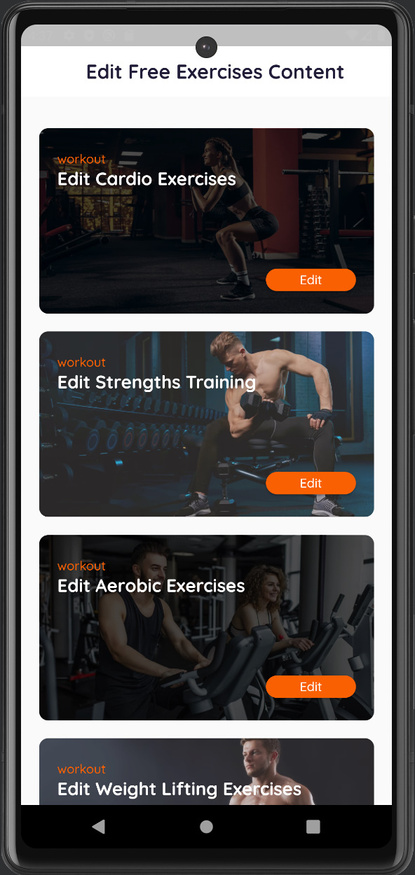 Edit Free Exercises Content
workout
Edit Cardio Exercises
Edit
workout
Edit Strengths Training
Edit
workout
Edit Aerobic Exercises
Edit
workout
Edit Weight Lifting Exercises